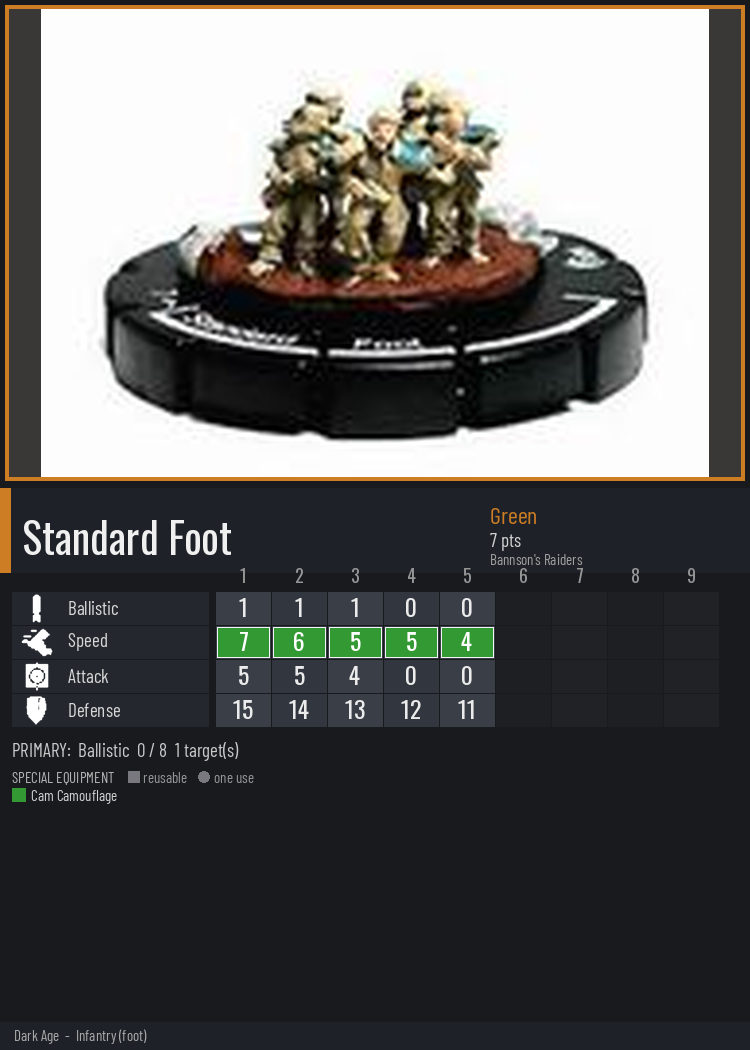 Standard Foot
Standard Foot
Green
7 pts
Bannson's Raiders
1 2 3 4 5 6 7 8 9
Ballistic 1 1 1 0 0
Speed 7 6 5 5 4
Attack 5 5 4 0 0
Defense 15 14 13 12 11
PRIMARY: Ballistic 0 / 8 1 target(s)
SPECIAL EQUIPMENT reusable one use
Cam Camouflage
Dark Age - Infantry (foot)